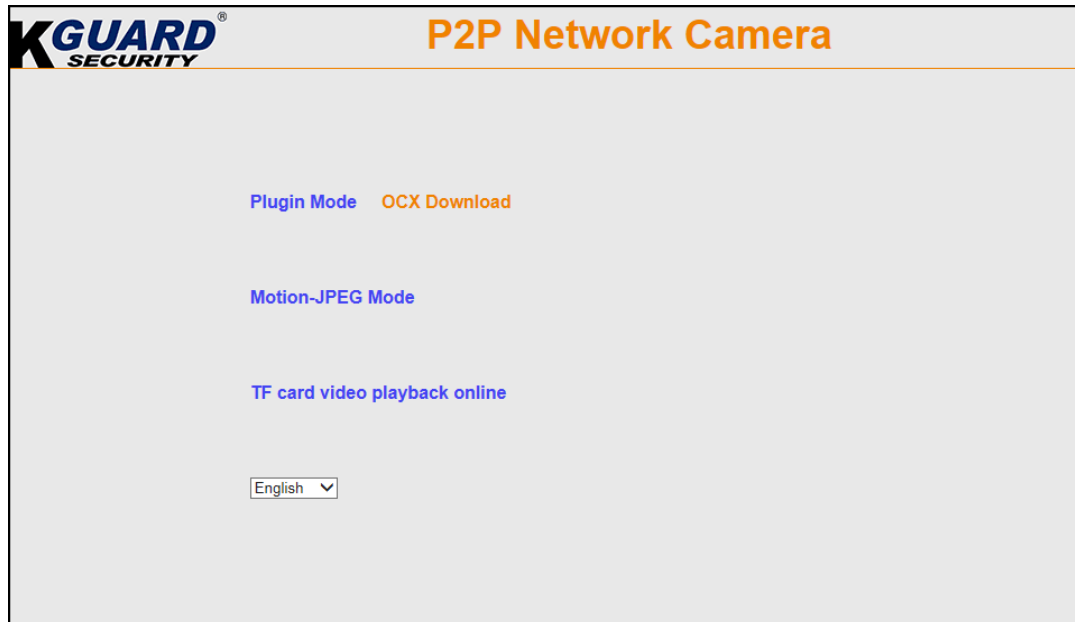 KGUARD® P2P Network Camera
SECURITY
Plugin Mode OCX Download
Motion-JPEG Mode
TF card video playback online
English